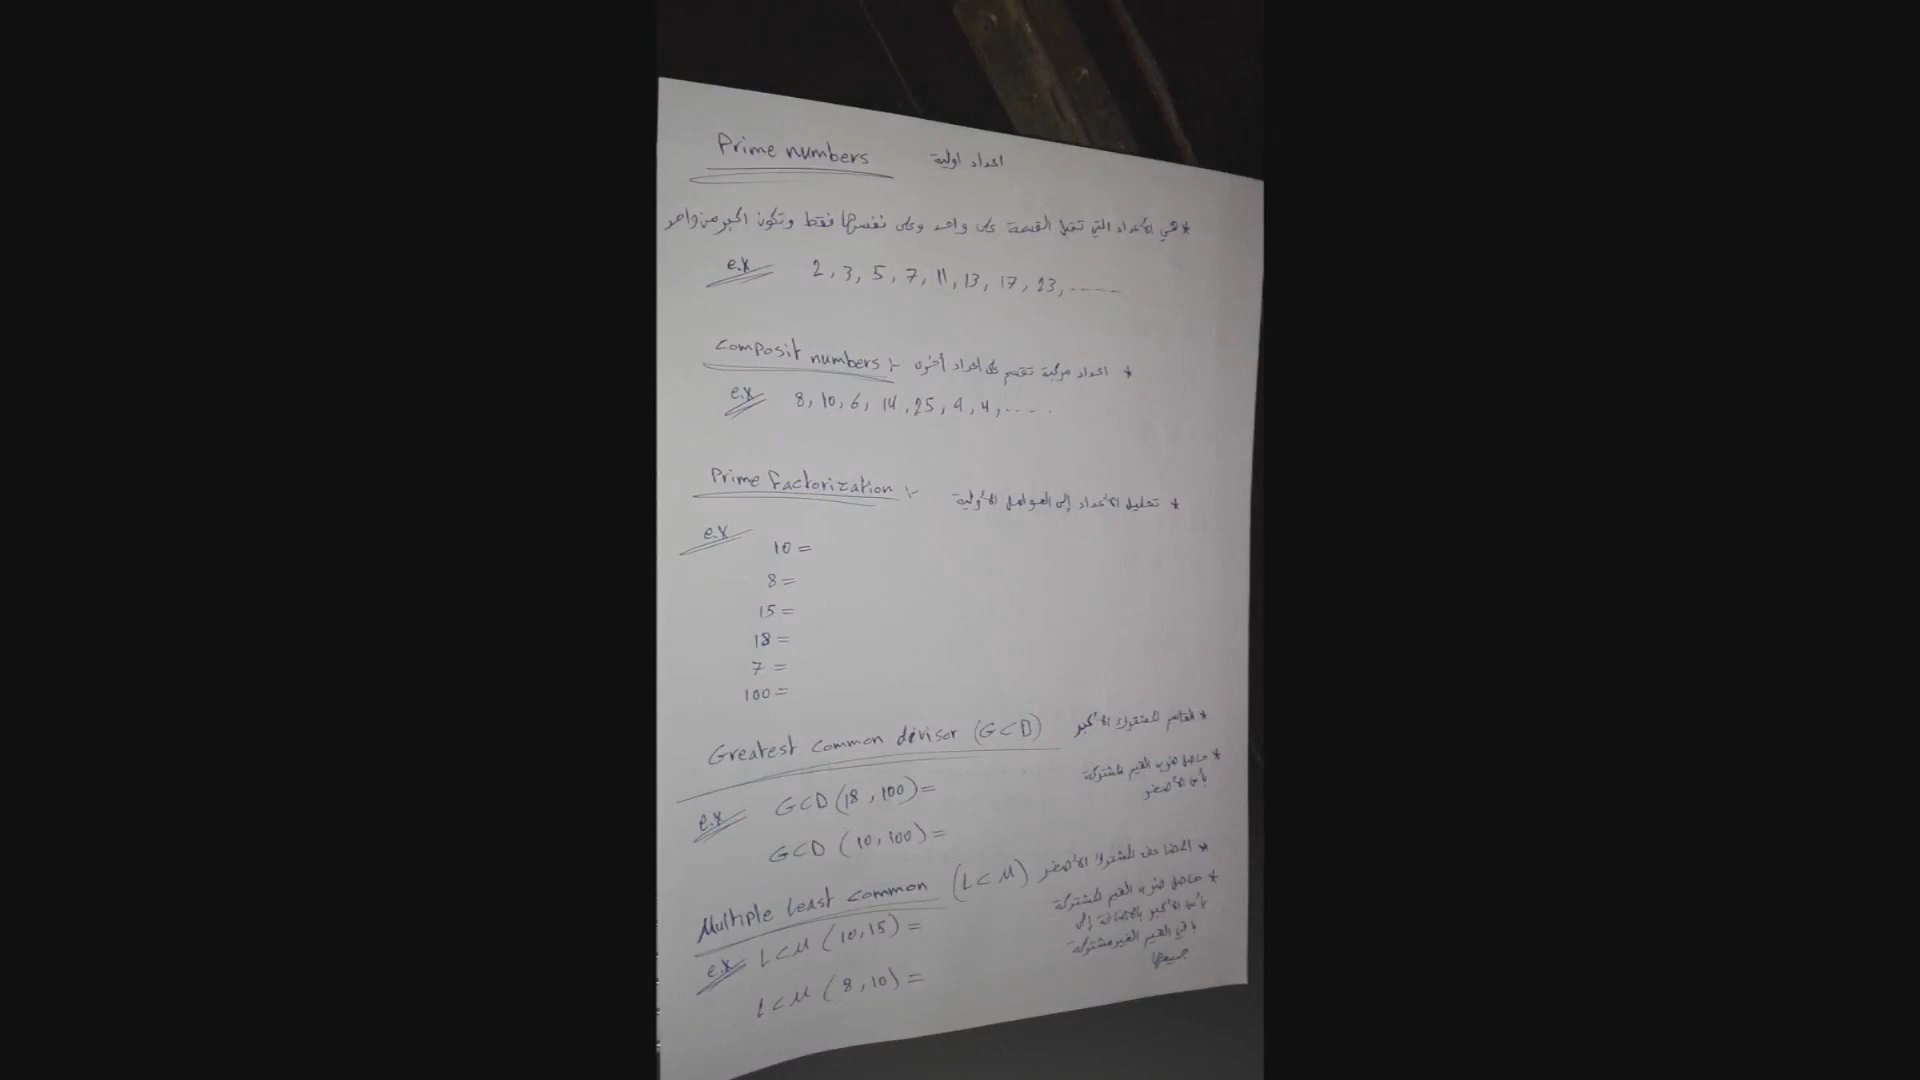 Prime numbers اعداد اولية
* هي الأعداد التي تقبل القسمة على واحد وعلى نفسها فقط وتكون اكبر من واحد
e.x 2, 3, 5, 7, 11, 13, 17, 23, ......
Composit numbers :- * اعداد مركبة تقسم على أعداد أخرى
e.x 8, 10, 6, 14, 25, 9, 4, .....
Prime factorization :- * تحليل الأعداد إلى العوامل الأولية
e.x
10 =
8 =
15 =
18 =
7 =
100 =
Greatest common divisor (GCD) * القاسم المشترك الأكبر
* حاصل ضرب القيم المشتركة
بأس الأصغر
e.x GCD (18, 100) =
GCD (10, 100) =
Multiple Least common (LCM) * المضاعف المشترك الأصغر
* حاصل ضرب القيم المشتركة
بأس الأكبر بالإضافة إلى
باقي القيم الغير مشتركة
جميعها
e.x LCM (10, 15) =
LCM (8, 10) =